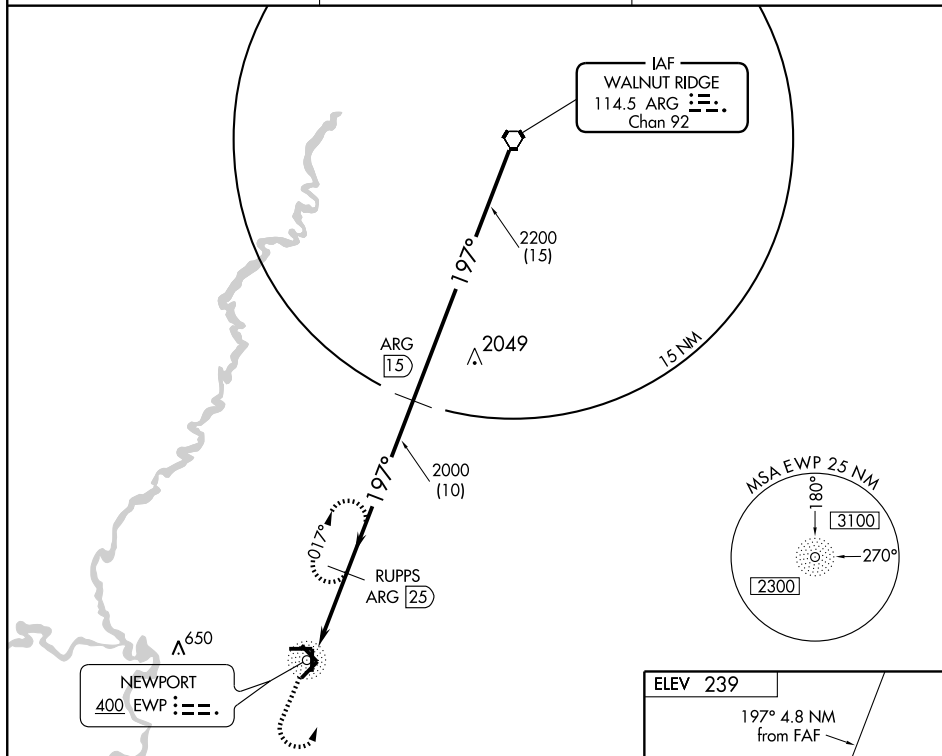 IAF
WALNUT RIDGE
114.5 ARG
Chan 92
2200
(15)
197°
2049
ARG
15
15 NM
2000
(10)
197°
017°
RUPPS
ARG 25
MSA EWP 25 NM
180°
3100
270°
2300
650
NEWPORT
400 EWP
ELEV 239
197° 4.8 NM
from FAF